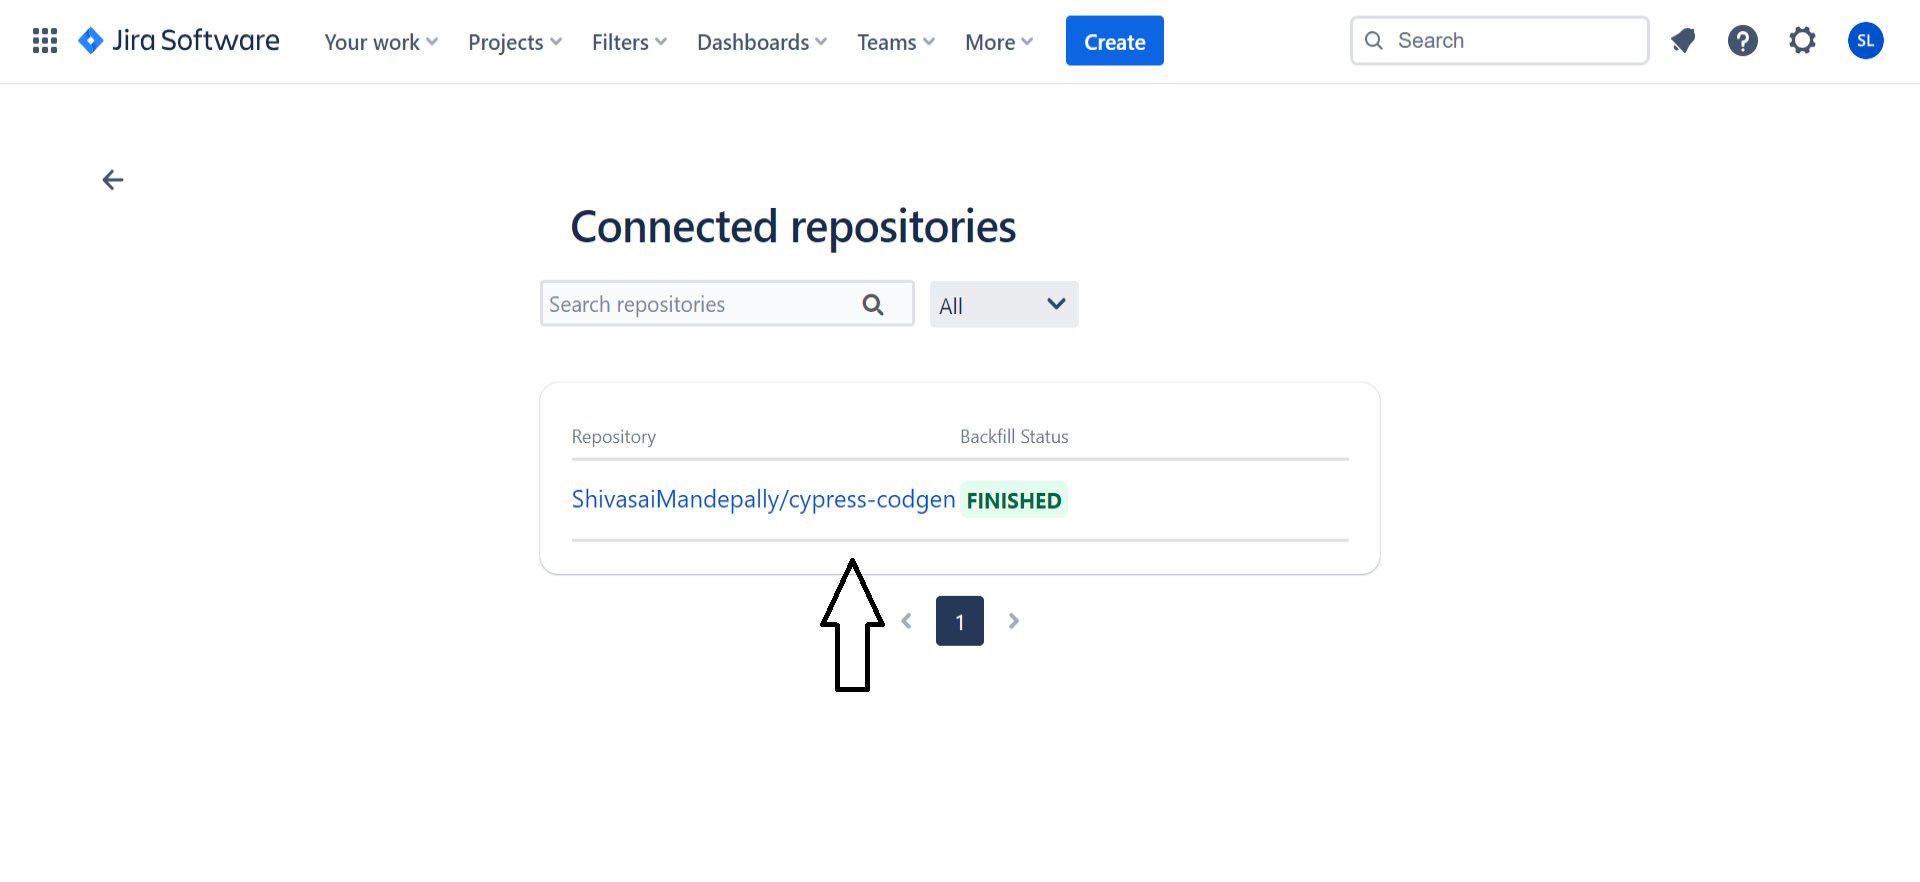 Jira Software Your work Projects Filters Dashboards Teams More Create Search SL
Connected repositories
Search repositories All
Repository Backfill Status
ShivasaiMandepally/cypress-codgen FINISHED
1